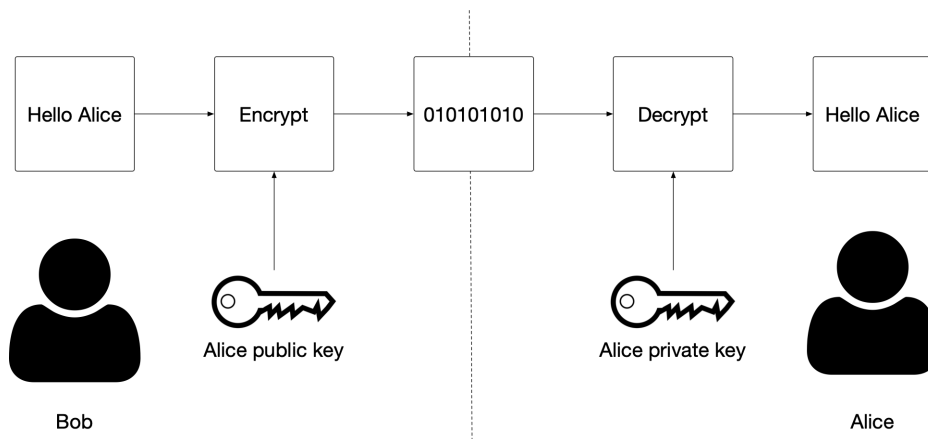 Hello Alice
Encrypt
010101010
Decrypt
Hello Alice
Alice public key
Alice private key
Bob
Alice